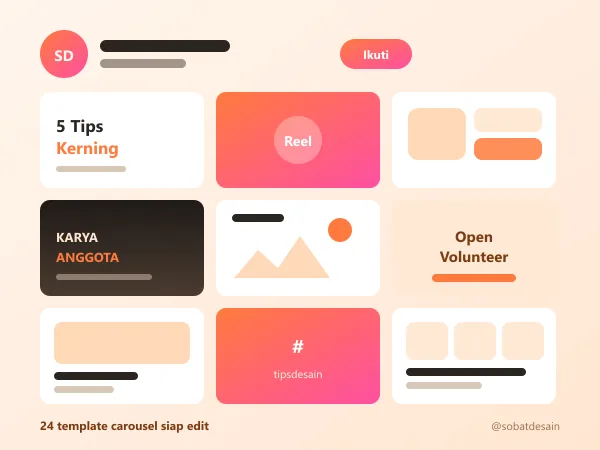 SD
Ikuti
5 Tips
Kerning
Reel
KARYA
ANGGOTA
Open
Volunteer
#
tipsdesain
24 template carousel siap edit
@sobatdesain